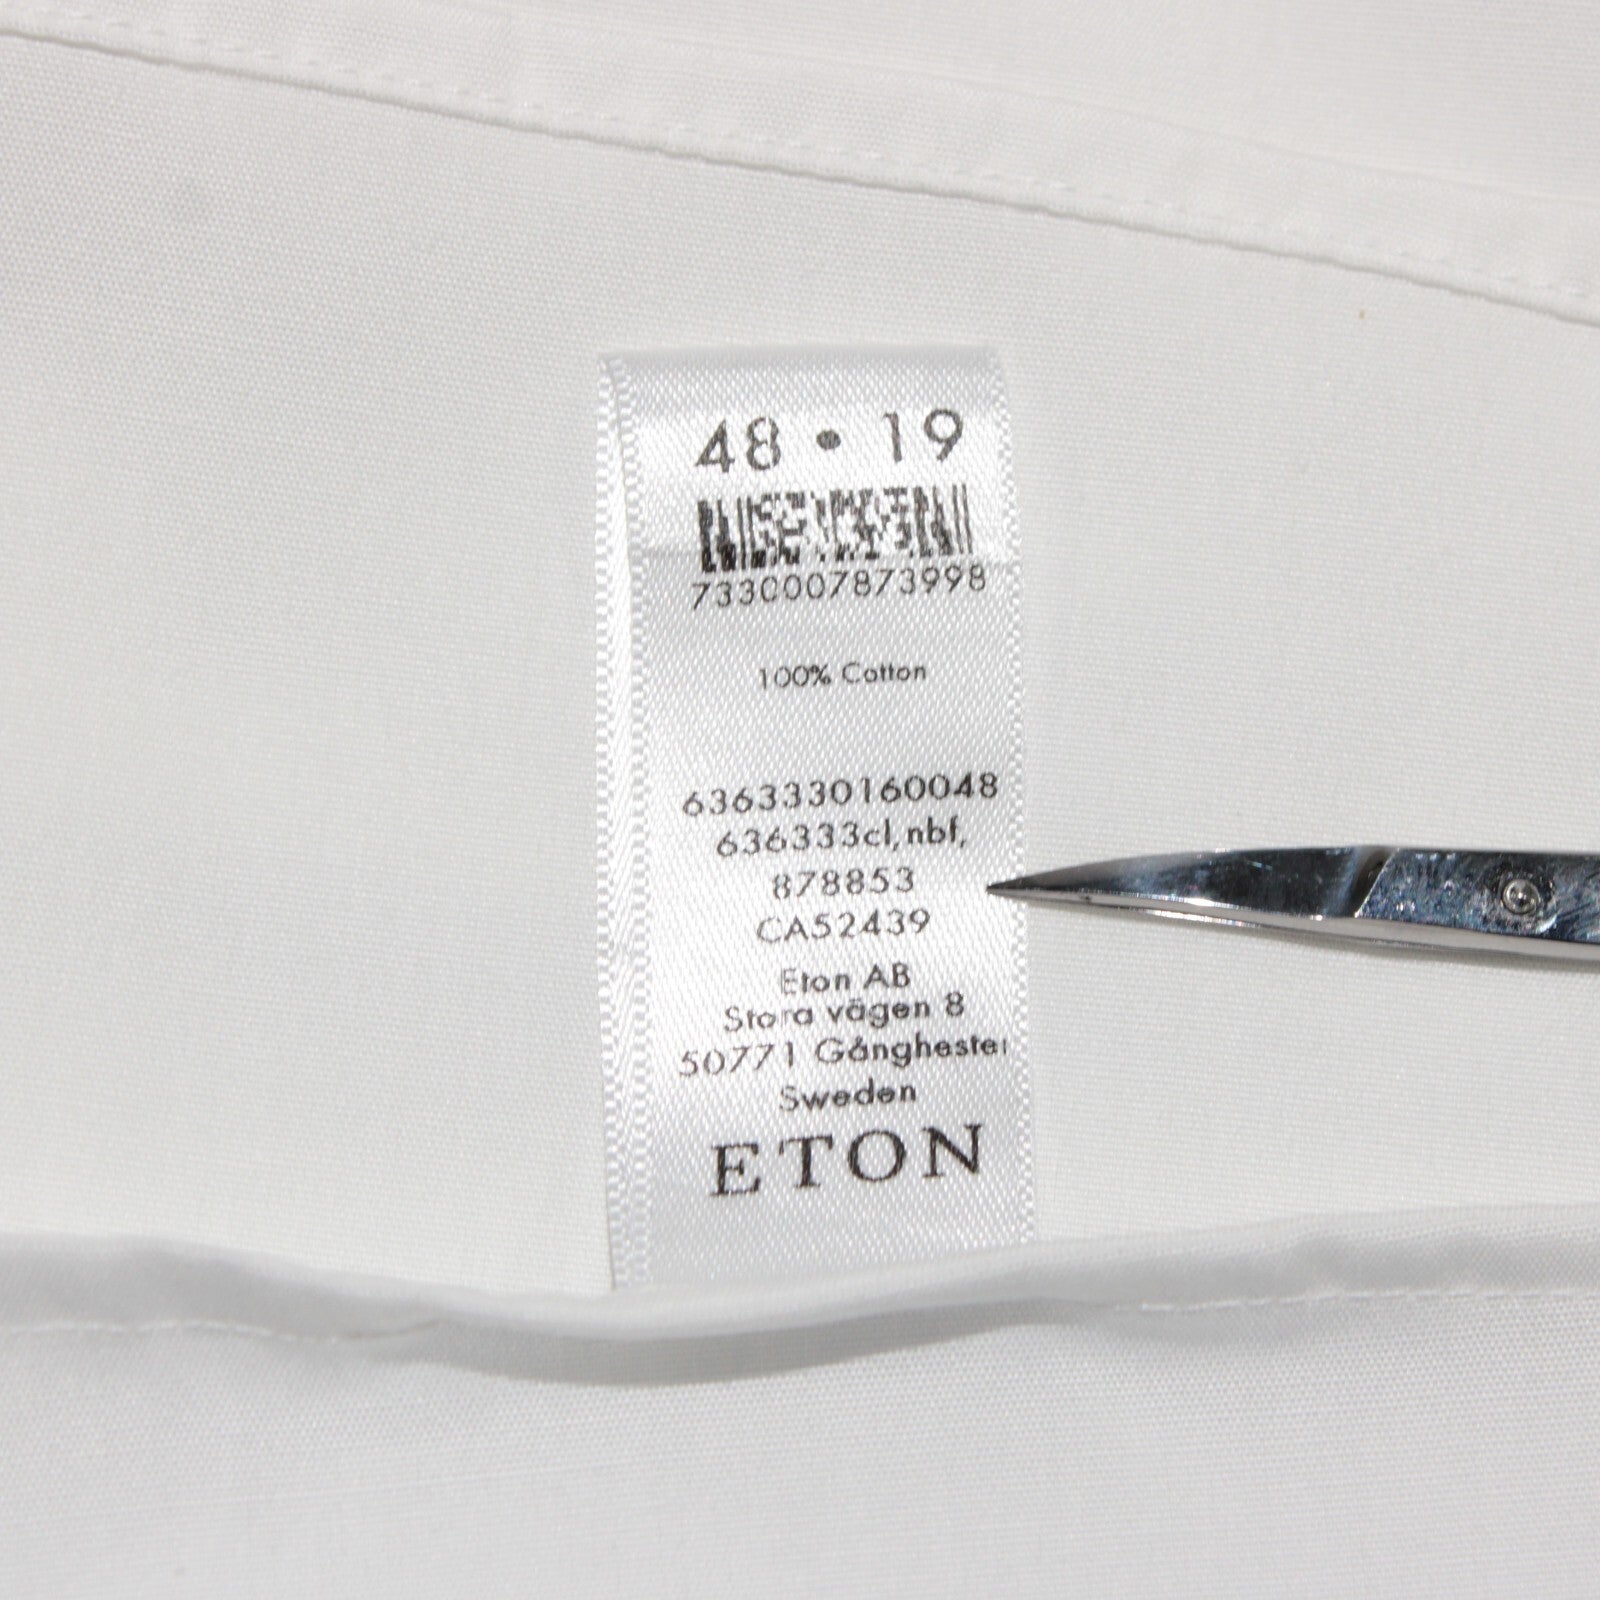 48 • 19
7330007873998
100% Cotton
6363330160048
636333cl,nbf,
878853
CA52439
Eton AB
Stora vägen 8
50771 Gånghester
Sweden
ETON